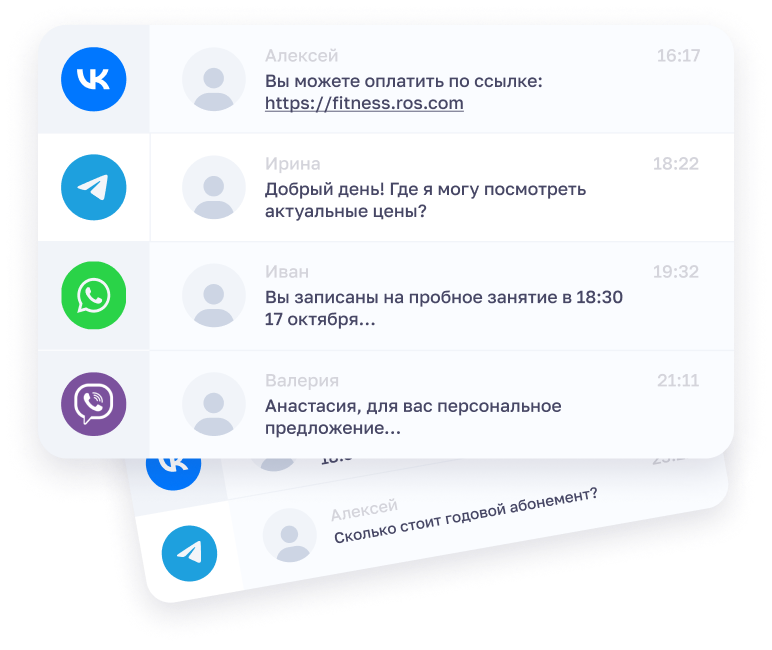 Алексей 16:17
Вы можете оплатить по ссылке:
https://fitness.ros.com
Ирина 18:22
Добрый день! Где я могу посмотреть
актуальные цены?
Иван 19:32
Вы записаны на пробное занятие в 18:30
17 октября...
Валерия 21:11
Анастасия, для вас персональное
предложение...
Алексей
Сколько стоит годовой абонемент?